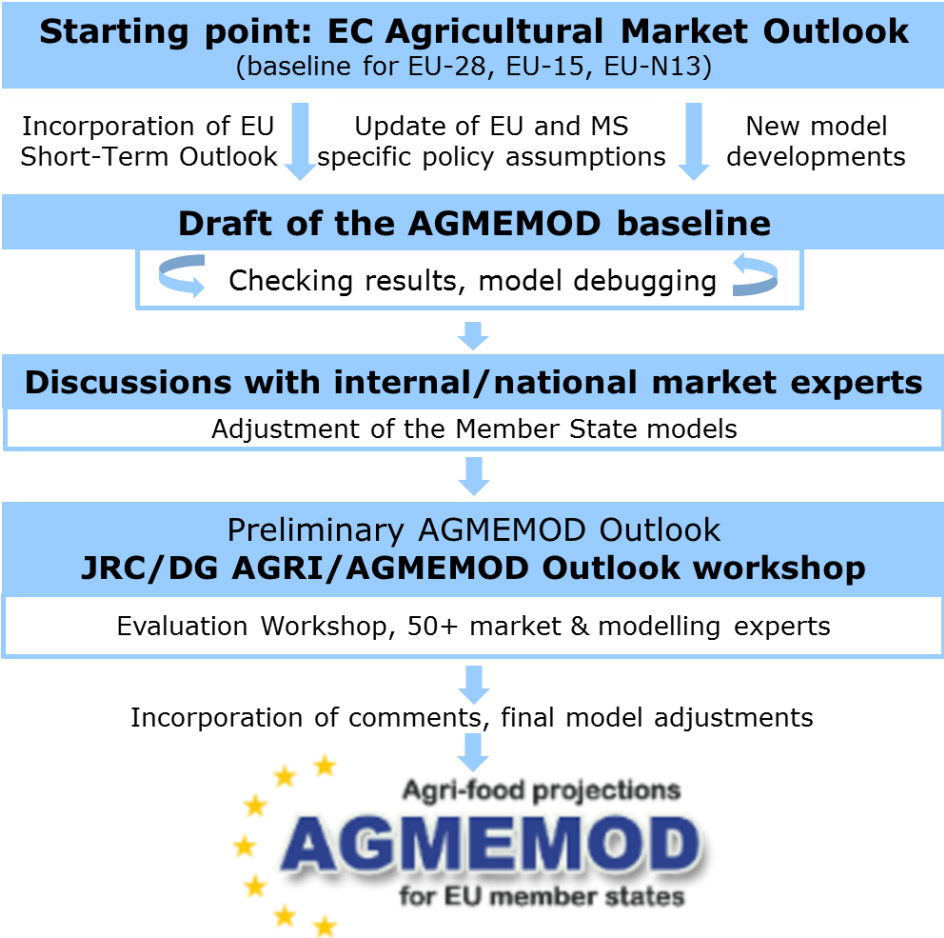 Starting point: EC Agricultural Market Outlook
(baseline for EU-28, EU-15, EU-N13)
Incorporation of EU
Short-Term Outlook
Update of EU and MS
specific policy assumptions
New model
developments
Draft of the AGMEMOD baseline
Checking results, model debugging
Discussions with internal/national market experts
Adjustment of the Member State models
Preliminary AGMEMOD Outlook
JRC/DG AGRI/AGMEMOD Outlook workshop
Evaluation Workshop, 50+ market & modelling experts
Incorporation of comments, final model adjustments
Agri-food projections
AGMEMOD
for EU member states